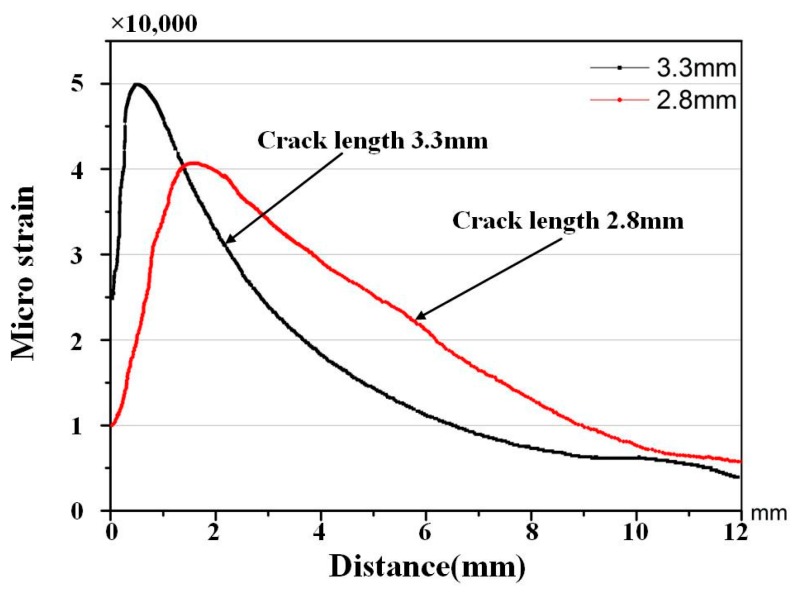 ×10,000
3.3mm
2.8mm
Crack length 3.3mm
Crack length 2.8mm
Micro strain
5
4
3
2
1
0
0 2 4 6 8 10 12 mm
Distance(mm)